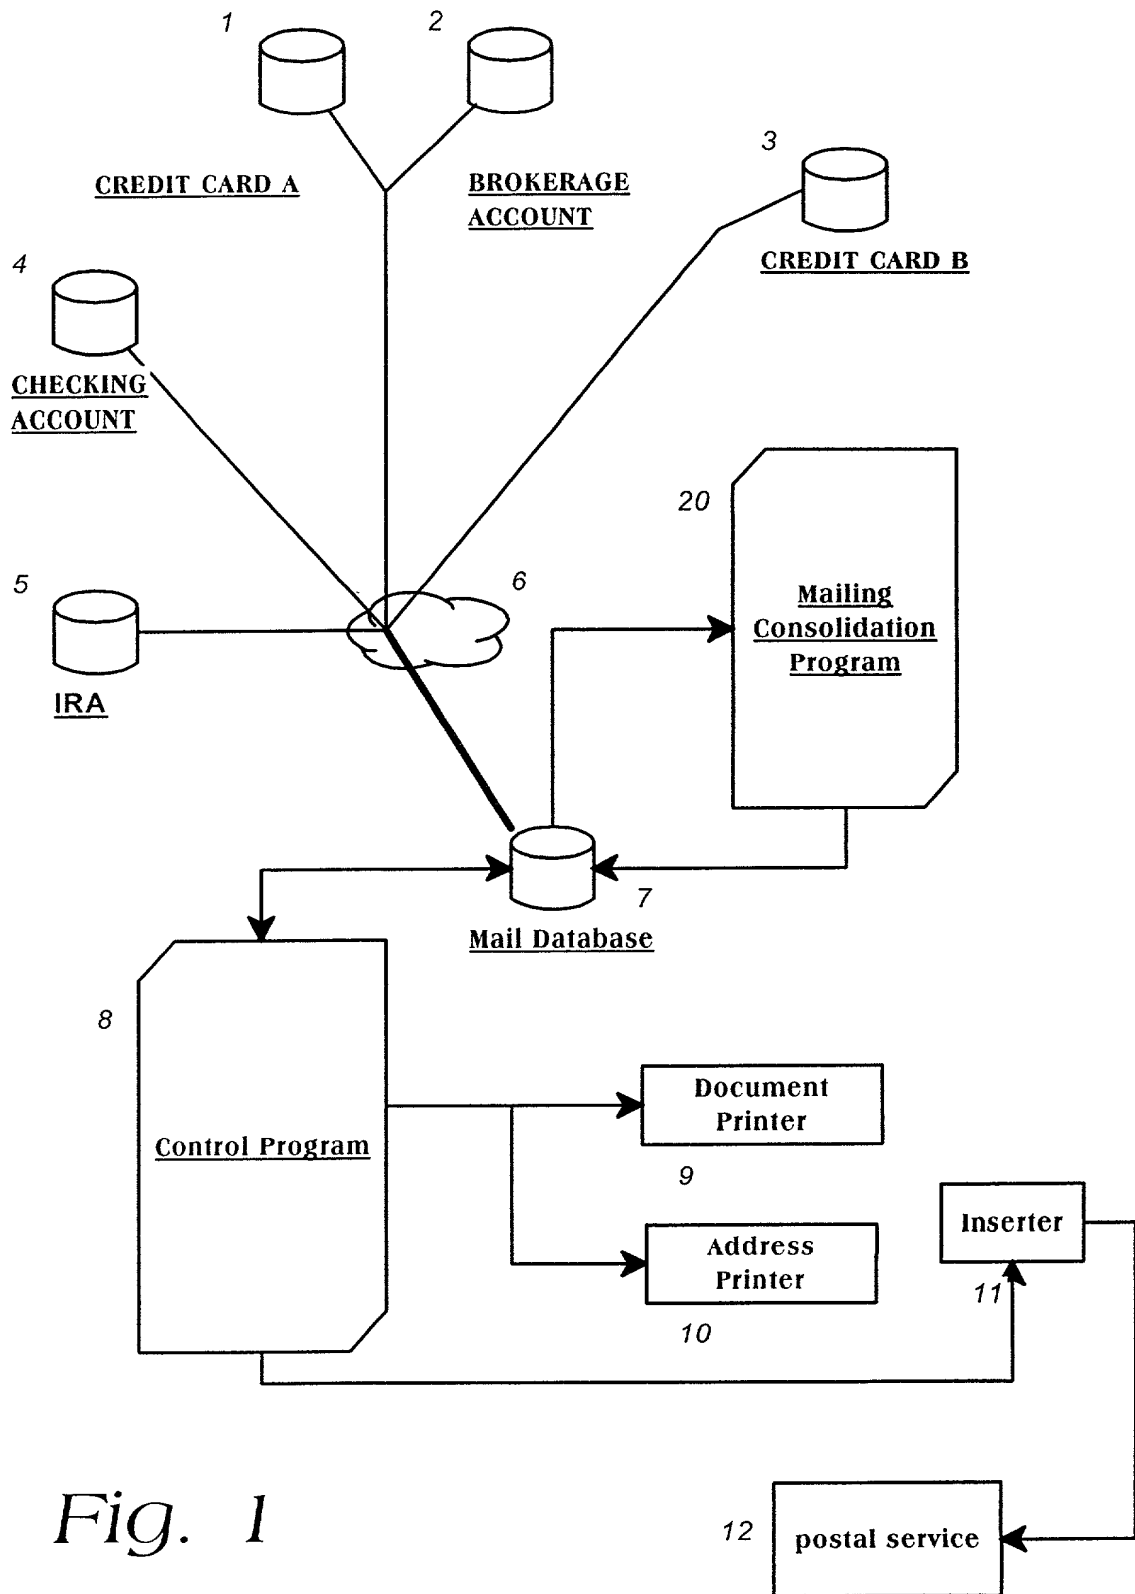 1
2
3
CREDIT CARD A
BROKERAGE
ACCOUNT
CREDIT CARD B
4
CHECKING
ACCOUNT
20
5
6
Mailing
Consolidation
Program
IRA
7
Mail Database
8
Document
Printer
Control Program
9
Inserter
Address
Printer
11
10
Fig. 1
12
postal service